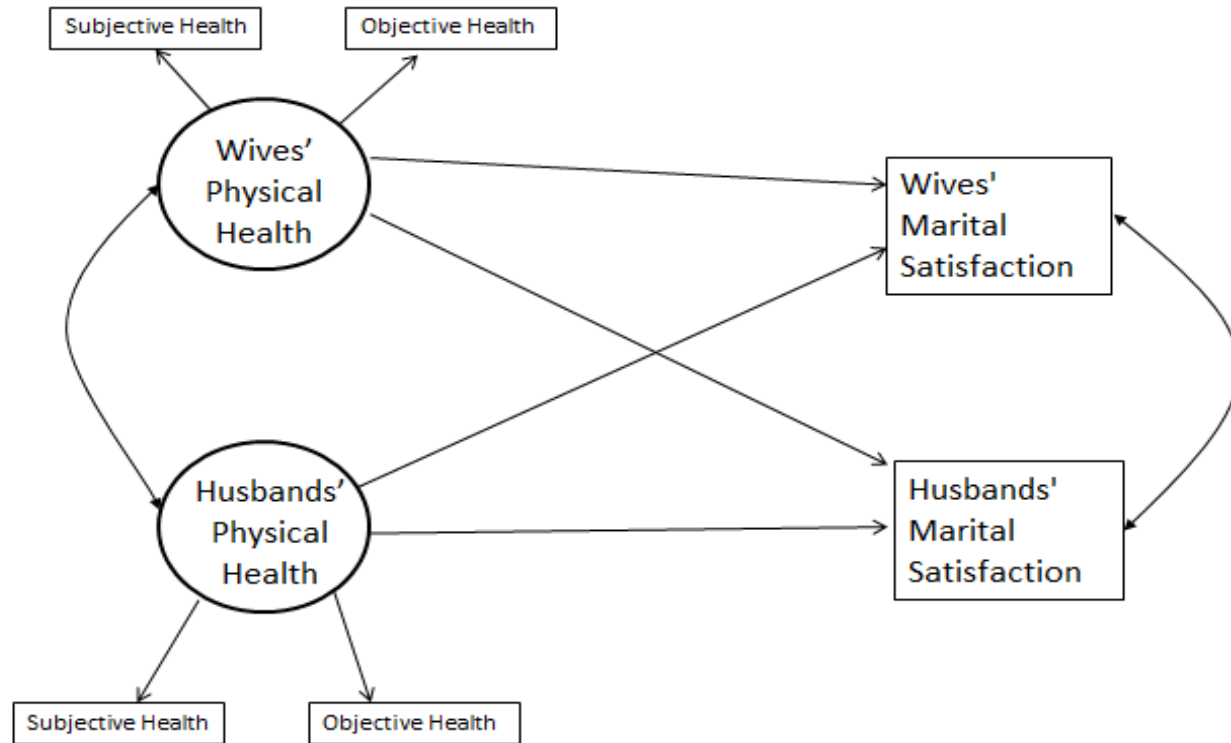 Subjective Health
Objective Health
Wives’
Physical
Health
Wives'
Marital
Satisfaction
Husbands’
Physical
Health
Husbands'
Marital
Satisfaction
Subjective Health
Objective Health